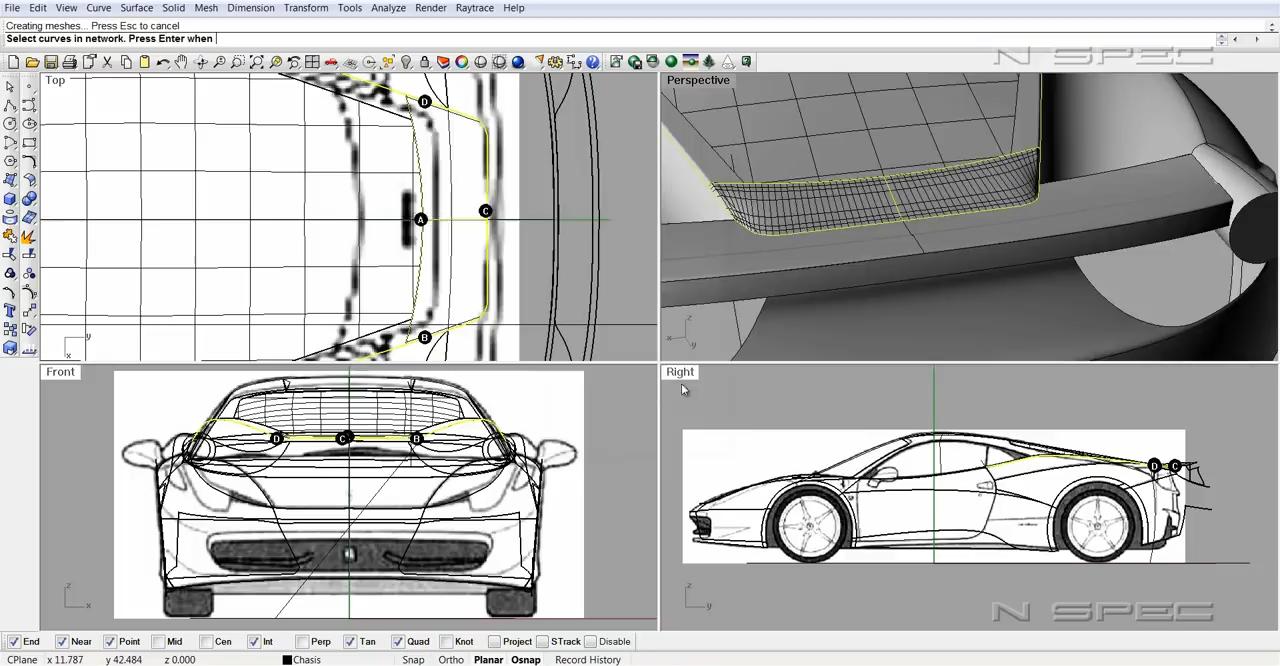 File Edit View Curve Surface Solid Mesh Dimension Transform Tools Analyze Render Raytrace Help
Creating meshes... Press Esc to cancel
Select curves in network. Press Enter when
N SPEC
Top
Perspective
D
A
C
B
y
x
z
x
y
Front
Right
D
C
B
D
C
z
x
z
y
N SPEC
End Near Point Mid Cen Int Perp Tan Quad Knot Project STrack Disable
CPlane x 11.787 y 42.484 z 0.000 Chasis Snap Ortho Planar Osnap Record History